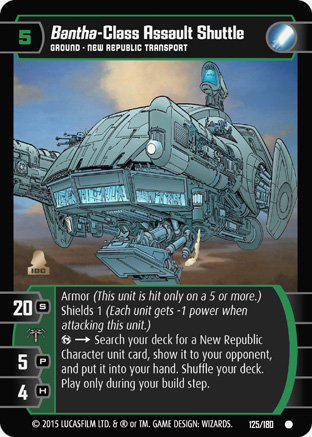 5
Bantha-Class Assault Shuttle
GROUND - NEW REPUBLIC TRANSPORT
IDC
20 S
5 P
4 H
Armor (This unit is hit only on a 5 or more.)
Shields 1 (Each unit gets -1 power when
attacking this unit.)
→ Search your deck for a New Republic
Character unit card, show it to your opponent,
and put it into your hand. Shuffle your deck.
Play only during your build step.
© 2015 LUCASFILM LTD. & ® or TM. GAME DESIGN: WIZARDS.
125/180